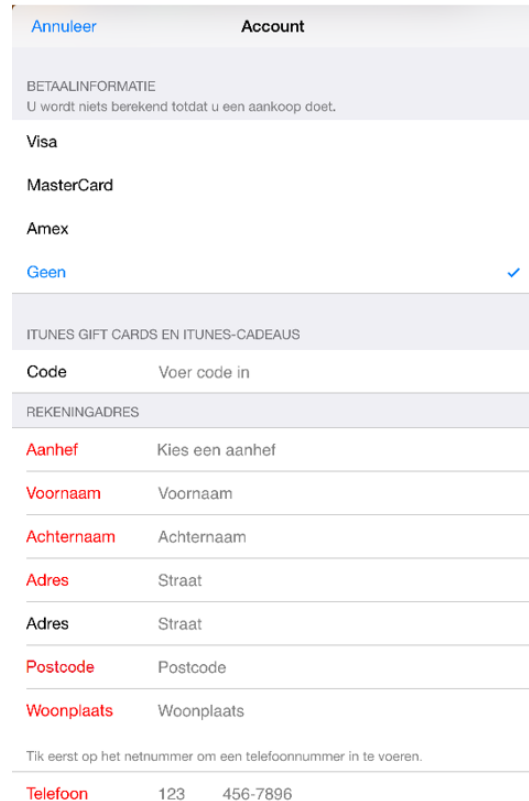 Annuleer Account
BETAALINFORMATIE
U wordt niets berekend totdat u een aankoop doet.
Visa
MasterCard
Amex
Geen ✓
ITUNES GIFT CARDS EN ITUNES-CADEAUS
Code Voer code in
REKENINGADRES
Aanhef Kies een aanhef
Voornaam Voornaam
Achternaam Achternaam
Adres Straat
Adres Straat
Postcode Postcode
Woonplaats Woonplaats
Tik eerst op het netnummer om een telefoonnummer in te voeren.
Telefoon 123 456-7896